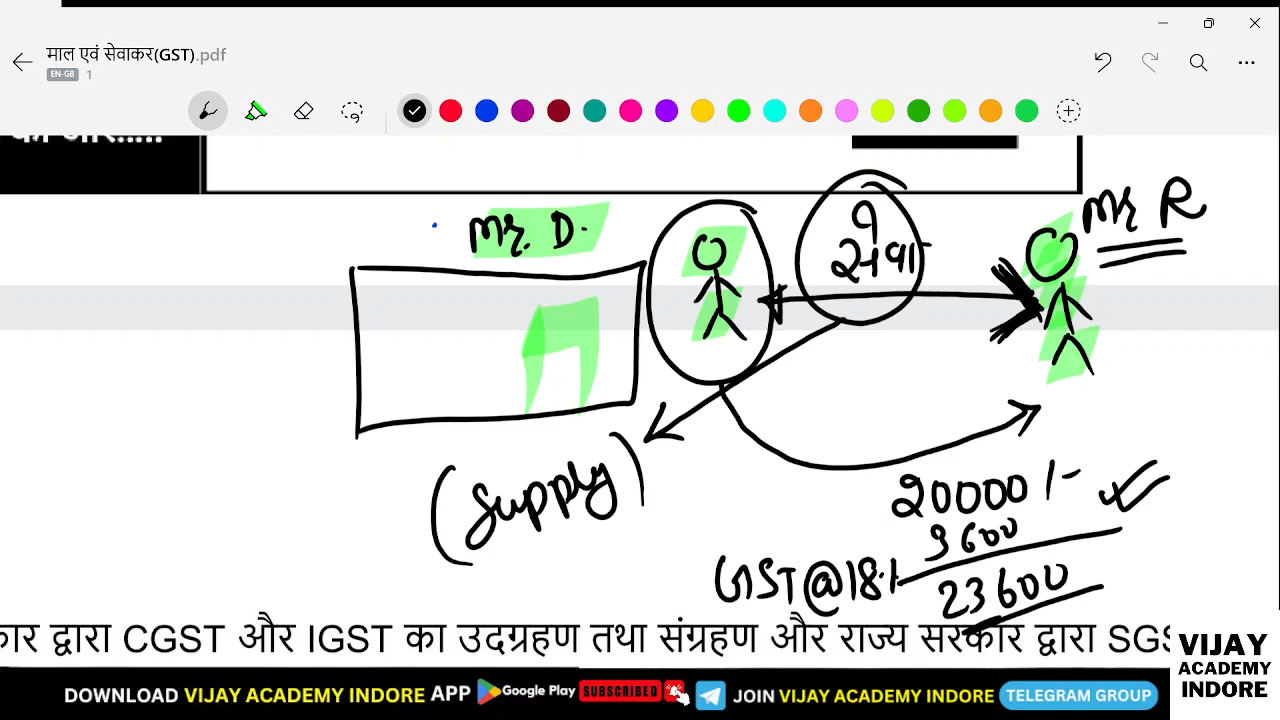 माल एवं सेवाकर(GST).pdf
EN-GB 1
Mr. D.
Mr R
(Supply)
20000/-
3600
GST@18%
23600
कार द्वारा CGST और IGST का उदग्रहण तथा संग्रहण और राज्य सरकार द्वारा SGS
VIJAY
ACADEMY
INDORE
DOWNLOAD VIJAY ACADEMY INDORE APP Google Play SUBSCRIBED JOIN VIJAY ACADEMY INDORE TELEGRAM GROUP